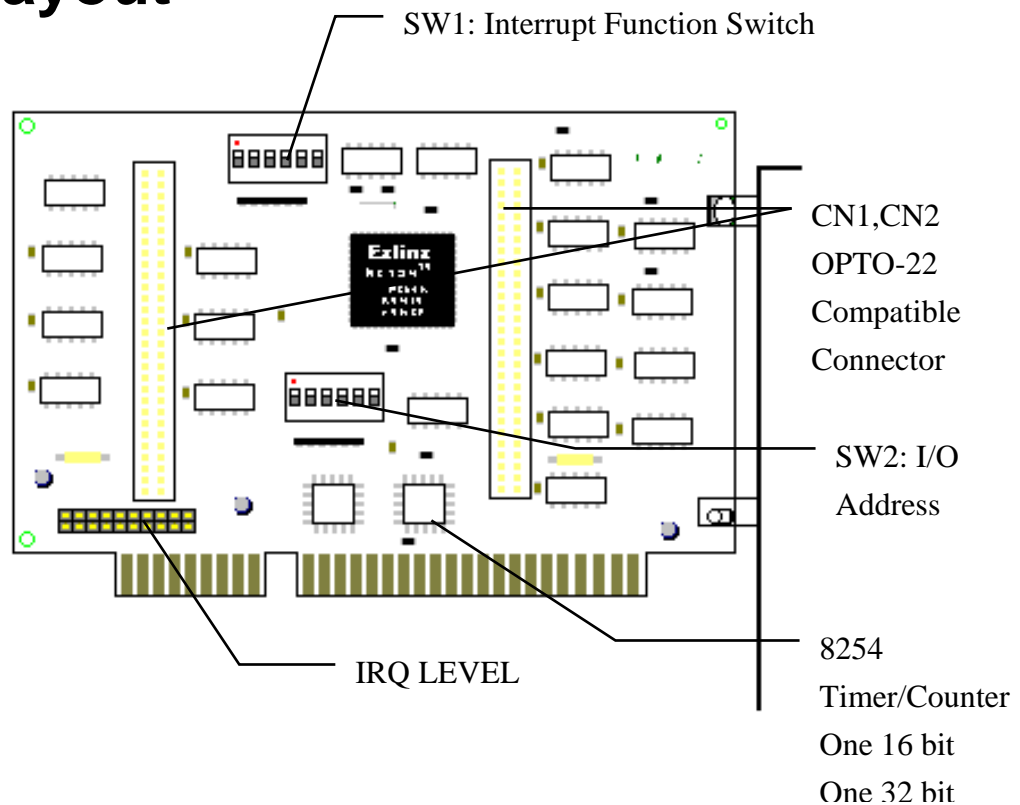 ayout
SW1: Interrupt Function Switch
Ezlinx
CN1,CN2
OPTO-22
Compatible
Connector
SW2: I/O
Address
IRQ LEVEL
8254
Timer/Counter
One 16 bit
One 32 bit